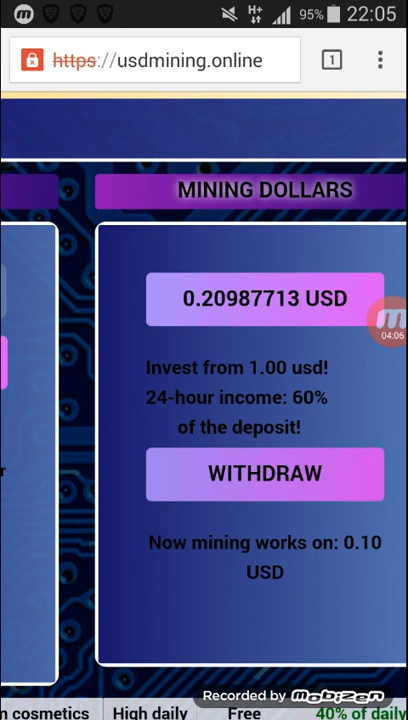 95% 22:05
https://usdmining.online
1
MINING DOLLARS
0.20987713 USD
04:06
Invest from 1.00 usd!
24-hour income: 60%
of the deposit!
WITHDRAW
r
Now mining works on: 0.10
USD
Recorded by mobizen
n cosmetics High daily Free 40% of daily